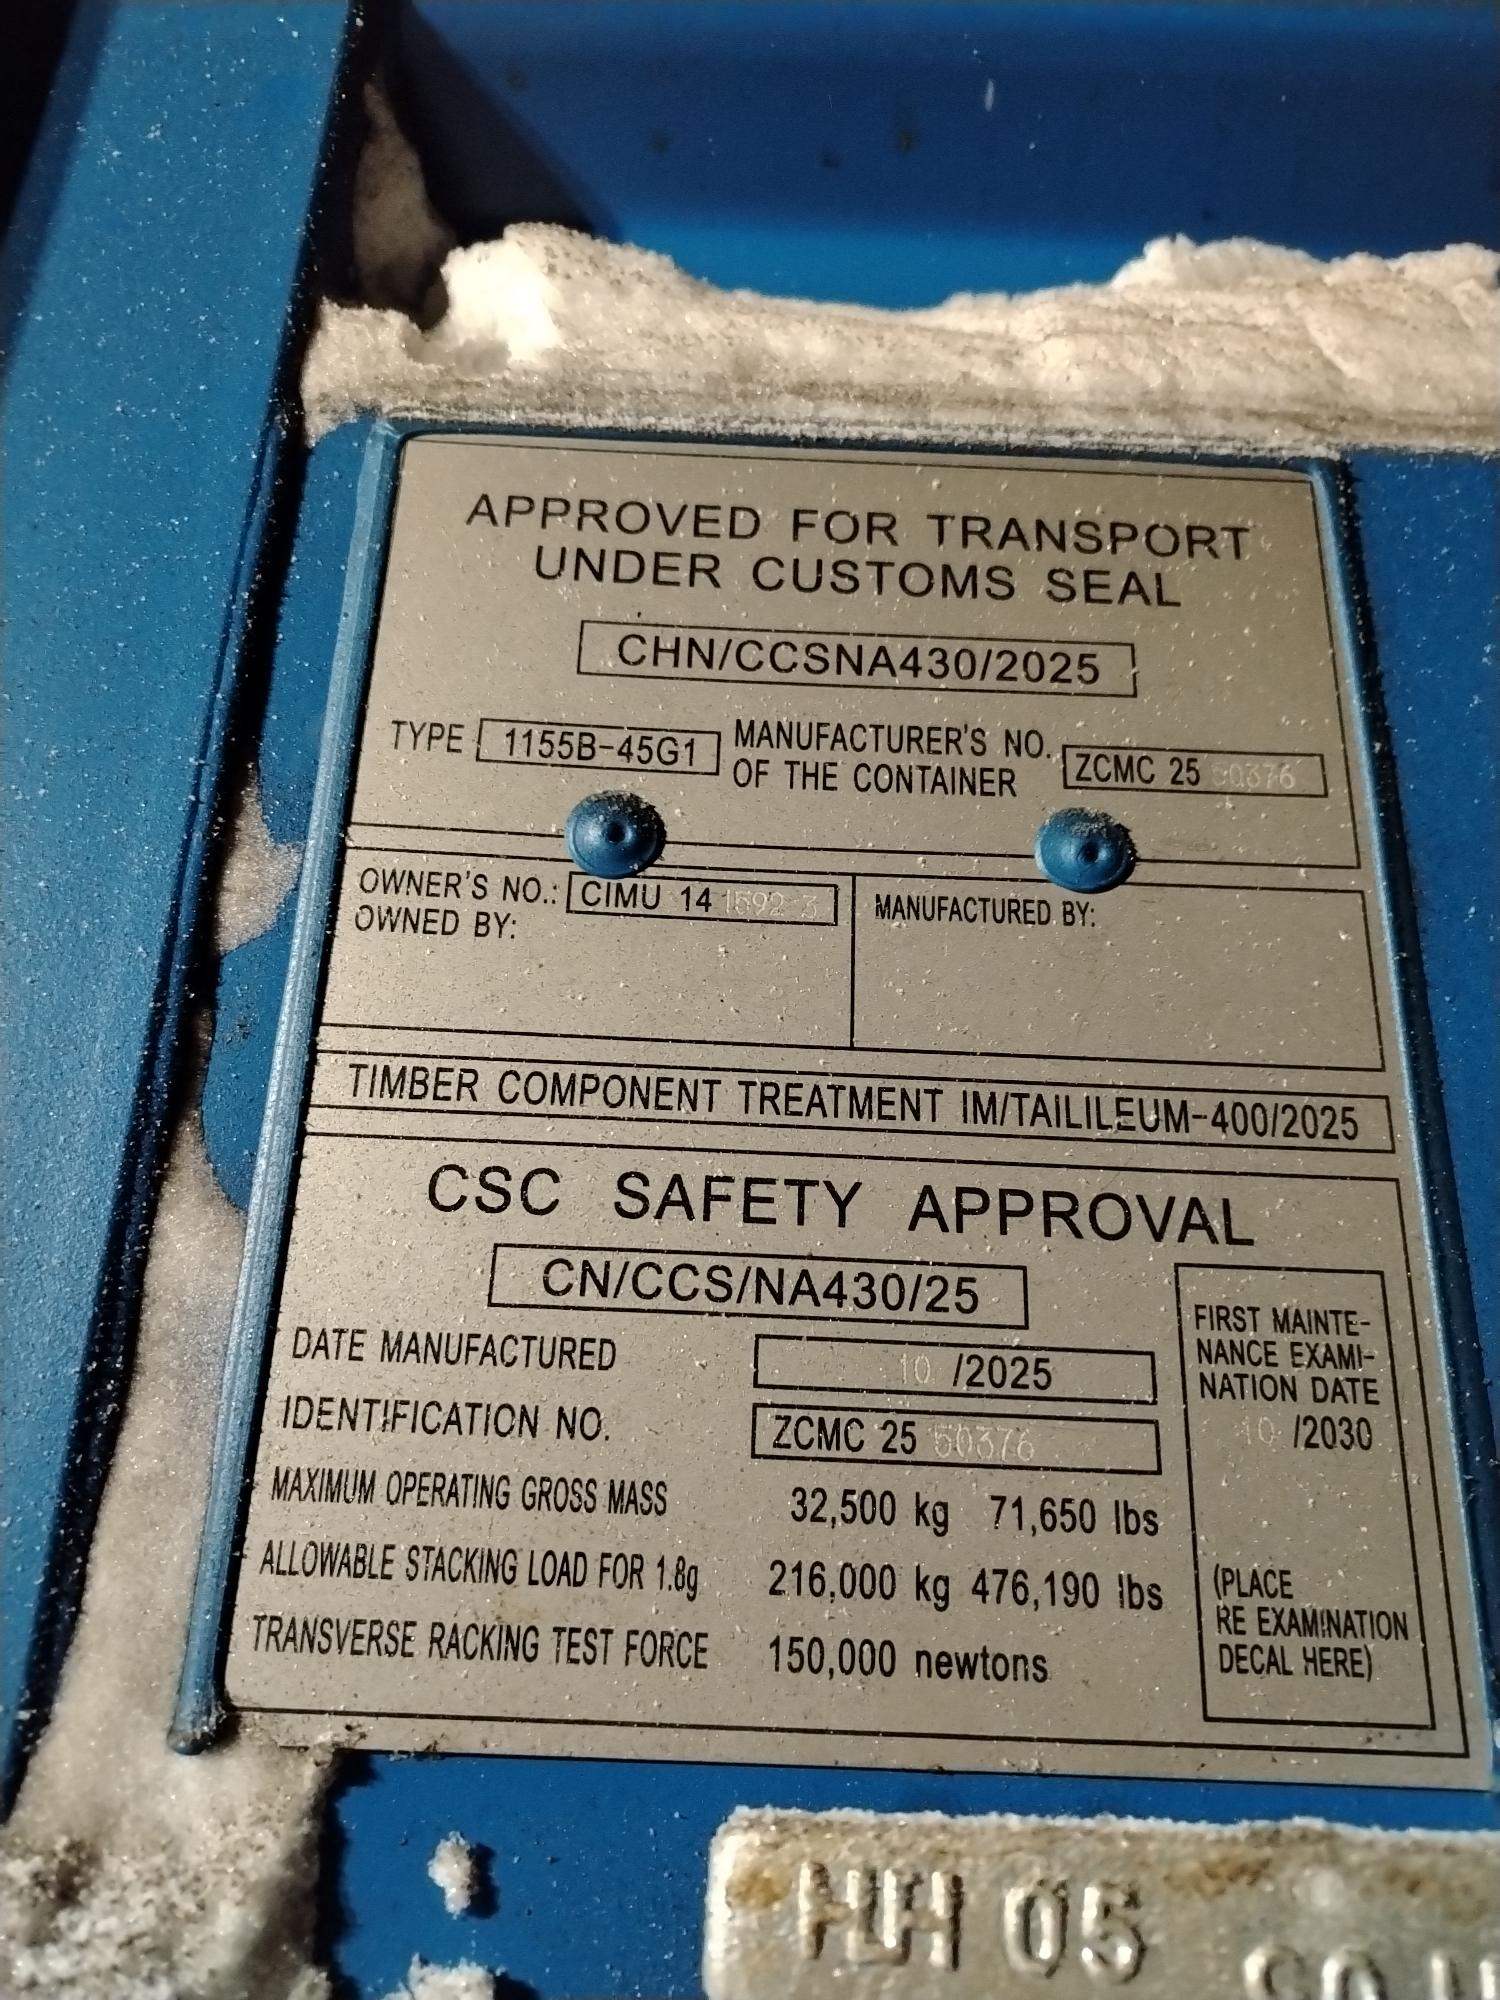 APPROVED FOR TRANSPORT
UNDER CUSTOMS SEAL
CHN/CCSNA430/2025
TYPE 1155B-45G1 MANUFACTURER'S NO.
OF THE CONTAINER ZCMC 25 50376
OWNER'S NO.: CIMU 14 1592 3
OWNED BY:
MANUFACTURED BY:
TIMBER COMPONENT TREATMENT IM/TAILILEUM-400/2025
CSC SAFETY APPROVAL
CN/CCS/NA430/25
DATE MANUFACTURED 10 /2025
IDENTIFICATION NO. ZCMC 25 50376
MAXIMUM OPERATING GROSS MASS 32,500 kg 71,650 lbs
ALLOWABLE STACKING LOAD FOR 1.8g 216,000 kg 476,190 lbs
TRANSVERSE RACKING TEST FORCE 150,000 newtons
FIRST MAINTE-
NANCE EXAMI-
NATION DATE
10 /2030
(PLACE
RE EXAMINATION
DECAL HERE)
05